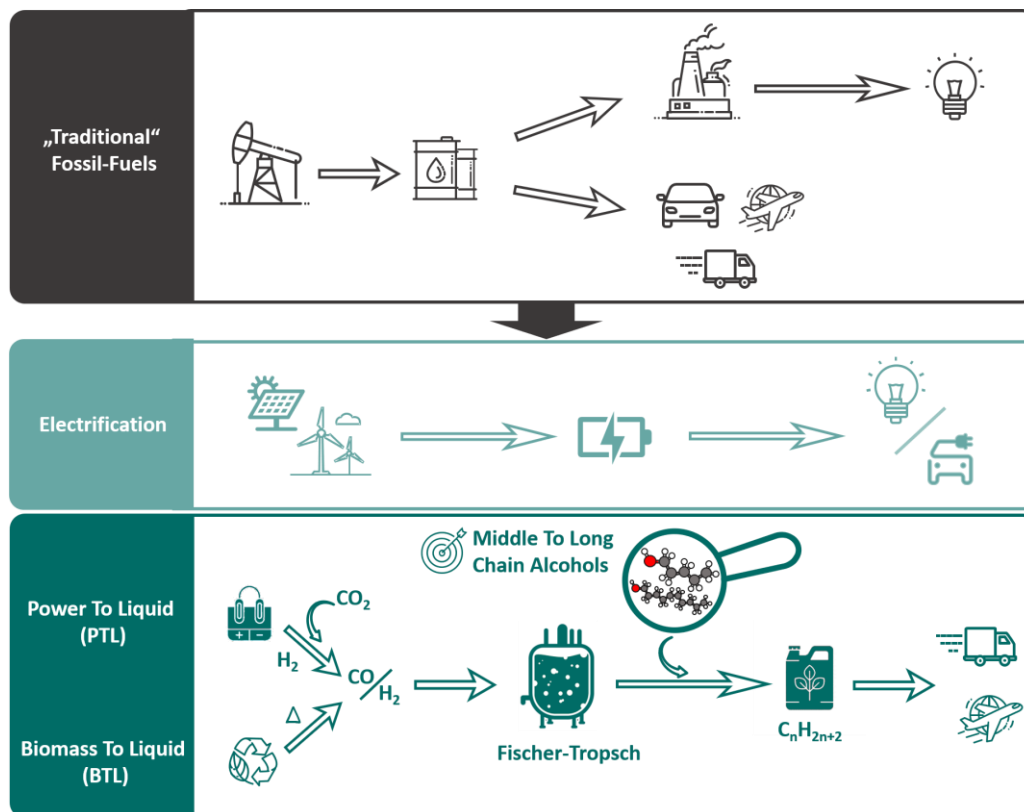 „Traditional“
Fossil-Fuels
Electrification
Middle To Long
Chain Alcohols
Power To Liquid
(PTL)
CO₂
H₂
CO/H₂
Δ
Fischer-Tropsch
CₙH₂ₙ₊₂
Biomass To Liquid
(BTL)